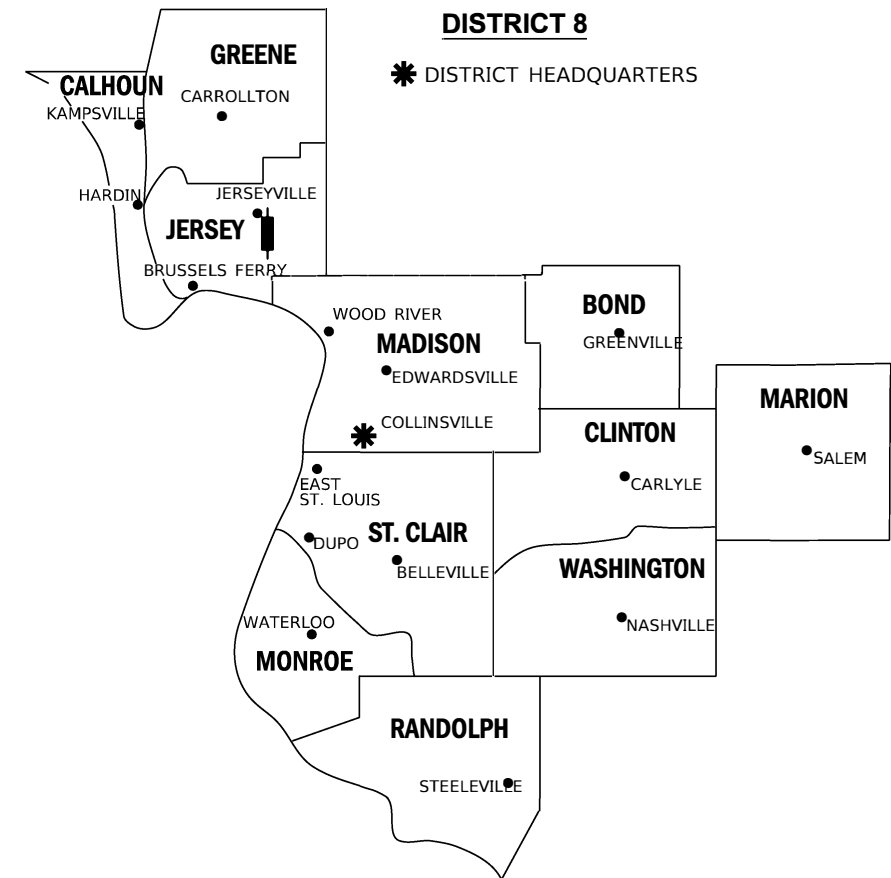 DISTRICT 8
DISTRICT HEADQUARTERS
GREENE
CALHOUN
CARROLLTON
KAMPSVILLE
HARDIN
JERSEYVILLE
JERSEY
BRUSSELS FERRY
WOOD RIVER
BOND
MADISON
GREENVILLE
EDWARDSVILLE
MARION
COLLINSVILLE
CLINTON
SALEM
EAST
ST. LOUIS
CARLYLE
ST. CLAIR
DUPO
BELLEVILLE
WASHINGTON
WATERLOO
NASHVILLE
MONROE
RANDOLPH
STEELEVILLE